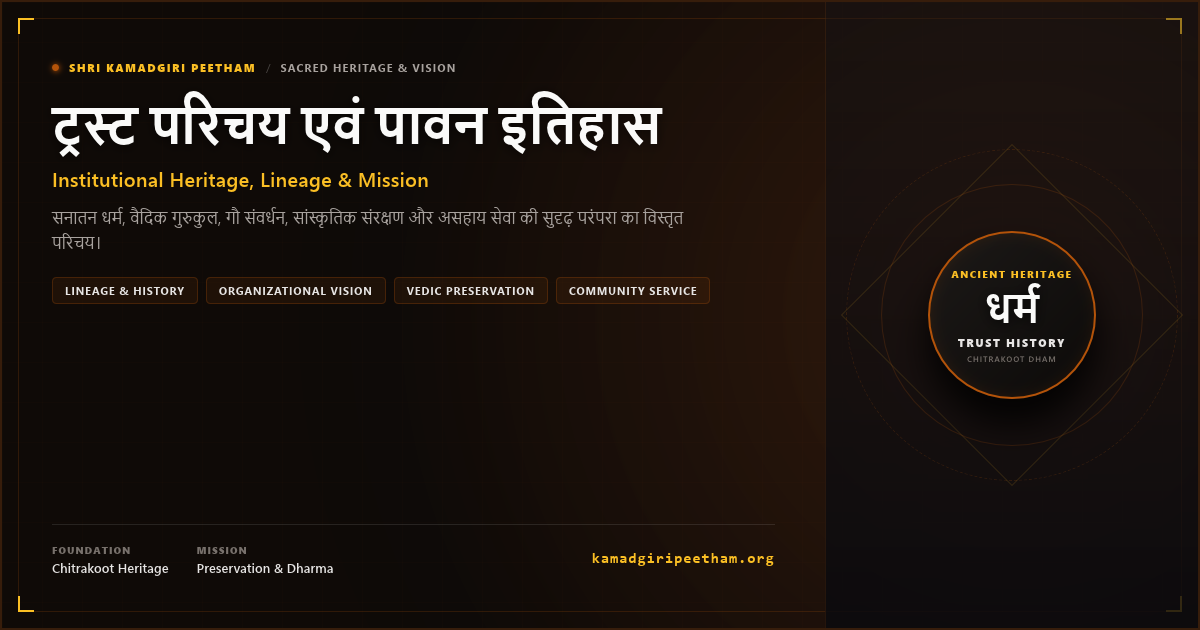 SHRI KAMADGIRI PEETHAM / SACRED HERITAGE & VISION
ट्रस्ट परिचय एवं पावन इतिहास
Institutional Heritage, Lineage & Mission
सनातन धर्म, वैदिक गुरुकुल, गौ संवर्धन, सांस्कृतिक संरक्षण और असहाय सेवा की सुदृढ़ परंपरा का विस्तृत
परिचय।
LINEAGE & HISTORY
ORGANIZATIONAL VISION
VEDIC PRESERVATION
COMMUNITY SERVICE
ANCIENT HERITAGE
धर्म
TRUST HISTORY
CHITRAKOOT DHAM
FOUNDATION
Chitrakoot Heritage
MISSION
Preservation & Dharma
kamadgiripeetham.org